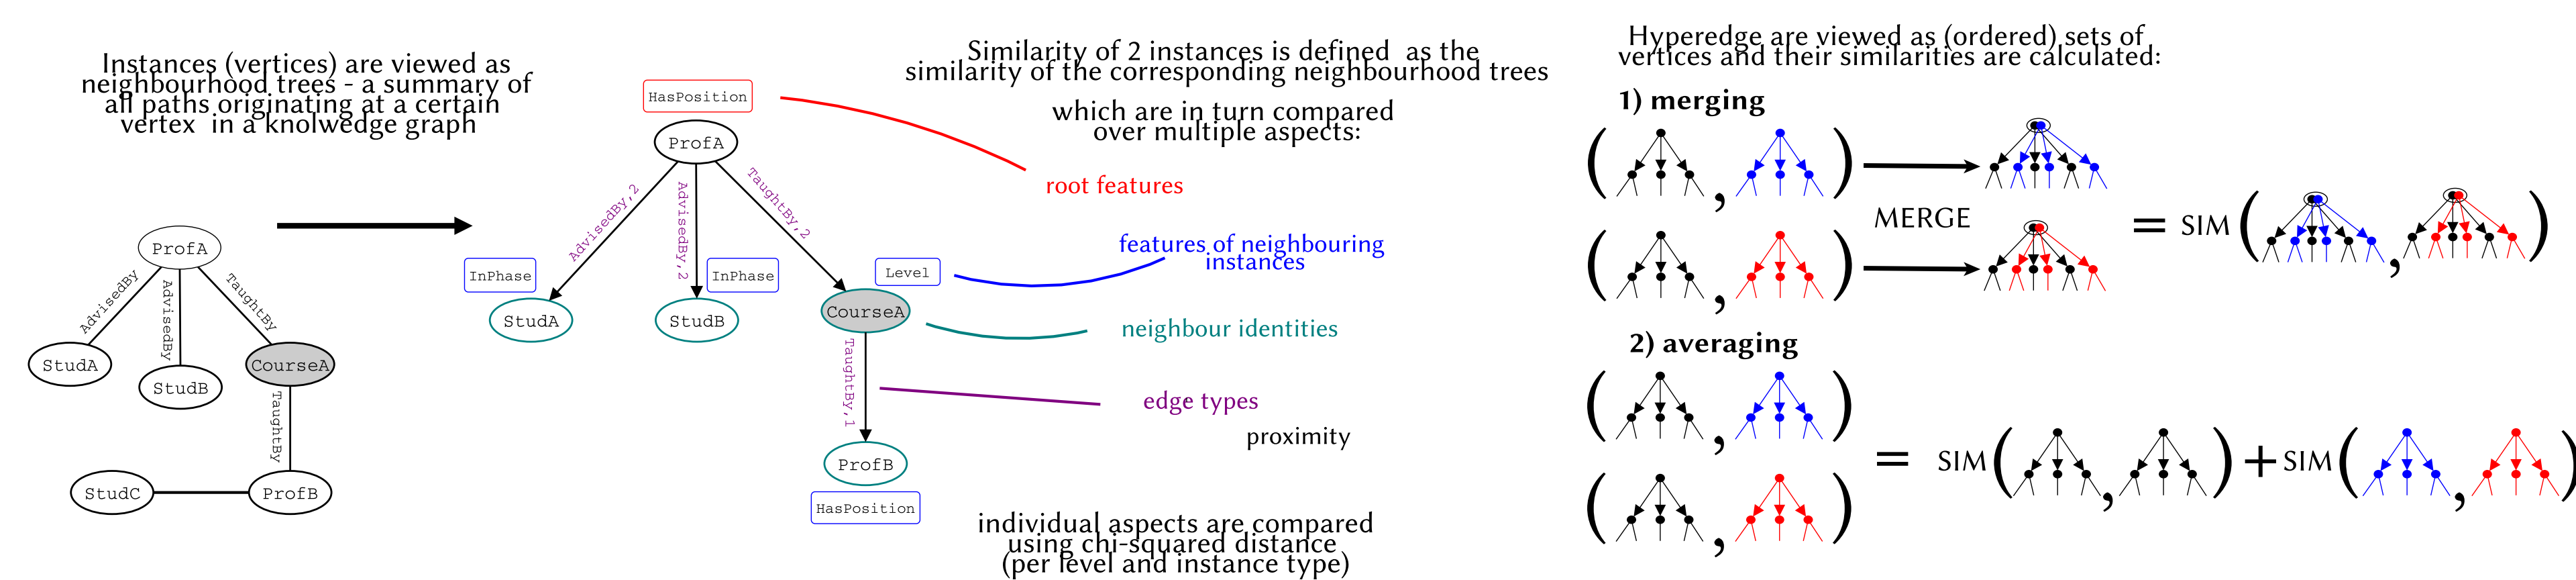 Instances (vertices) are viewed as
neighbourhood trees - a summary of
all paths originating at a certain
vertex in a knolwedge graph
ProfA
AdvisedBy
AdvisedBy
TaughtBy
StudA
StudB
CourseA
TaughtBy
StudC
ProfB
HasPosition
ProfA
AdvisedBy,2
AdvisedBy,2
TaughtBy,2
InPhase
InPhase
Level
StudA
StudB
CourseA
TaughtBy,1
ProfB
HasPosition
Similarity of 2 instances is defined as the
similarity of the corresponding neighbourhood trees
which are in turn compared
over multiple aspects:
root features
features of neighbouring
instances
neighbour identities
edge types
proximity
individual aspects are compared
using chi-squared distance
(per level and instance type)
Hyperedge are viewed as (ordered) sets of
vertices and their similarities are calculated:
1) merging
( , )
MERGE
( , )
= SIM ( , )
2) averaging
( , )
( , )
= SIM ( , ) + SIM ( , )